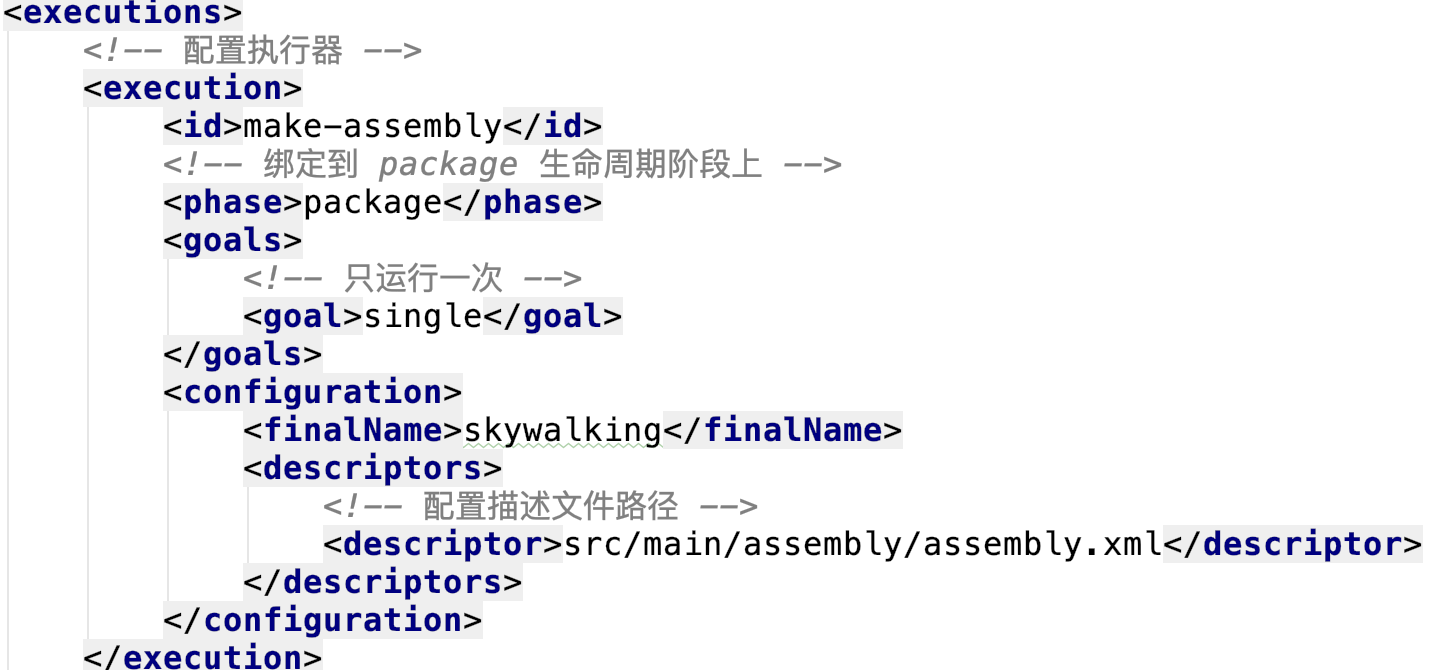 <executions>
<!-- 配置执行器 -->
<execution>
<id>make-assembly</id>
<!-- 绑定到 package 生命周期阶段上 -->
<phase>package</phase>
<goals>
<!-- 只运行一次 -->
<goal>single</goal>
</goals>
<configuration>
<finalName>skywalking</finalName>
<descriptors>
<!-- 配置描述文件路径 -->
<descriptor>src/main/assembly/assembly.xml</descriptor>
</descriptors>
</configuration>
</execution>